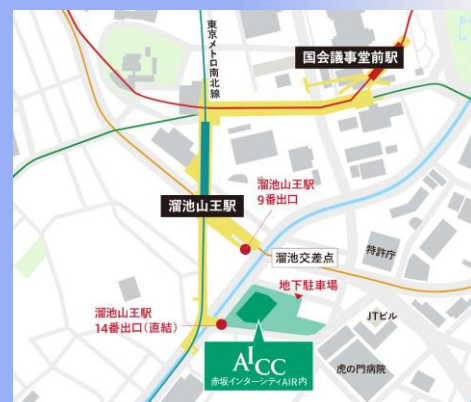 東京メトロ南北線
国会議事堂前駅
溜池山王駅
9番出口
溜池山王駅
溜池交差点
特許庁
地下駐車場
溜池山王駅
14番出口(直結)
JTビル
AICC
赤坂インターシティAIR内
虎の門病院